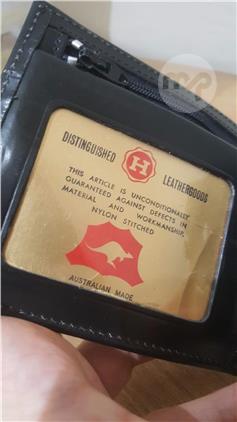 DISTINGUISHED H LEATHERGOODS
THIS ARTICLE IS UNCONDITIONALLY
GUARANTEED AGAINST DEFECTS IN
MATERIAL AND WORKMANSHIP.
NYLON STITCHED
AUSTRALIAN MADE